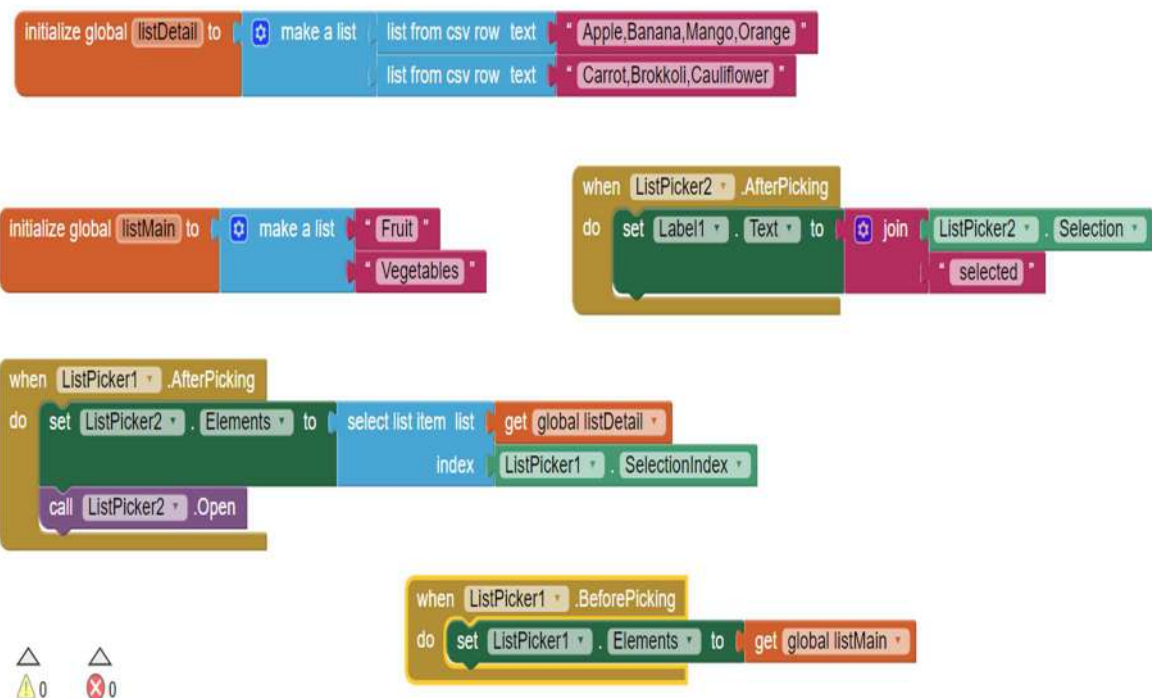 initialize global listDetail to make a list list from csv row text " Apple,Banana,Mango,Orange "
list from csv row text " Carrot,Brokkoli,Cauliflower "
initialize global listMain to make a list " Fruit "
" Vegetables "
when ListPicker2 .AfterPicking
do set Label1 . Text to join ListPicker2 . Selection
" selected "
when ListPicker1 .AfterPicking
do set ListPicker2 . Elements to select list item list get global listDetail
index ListPicker1 . SelectionIndex
call ListPicker2 .Open
when ListPicker1 .BeforePicking
do set ListPicker1 . Elements to get global listMain
0 0